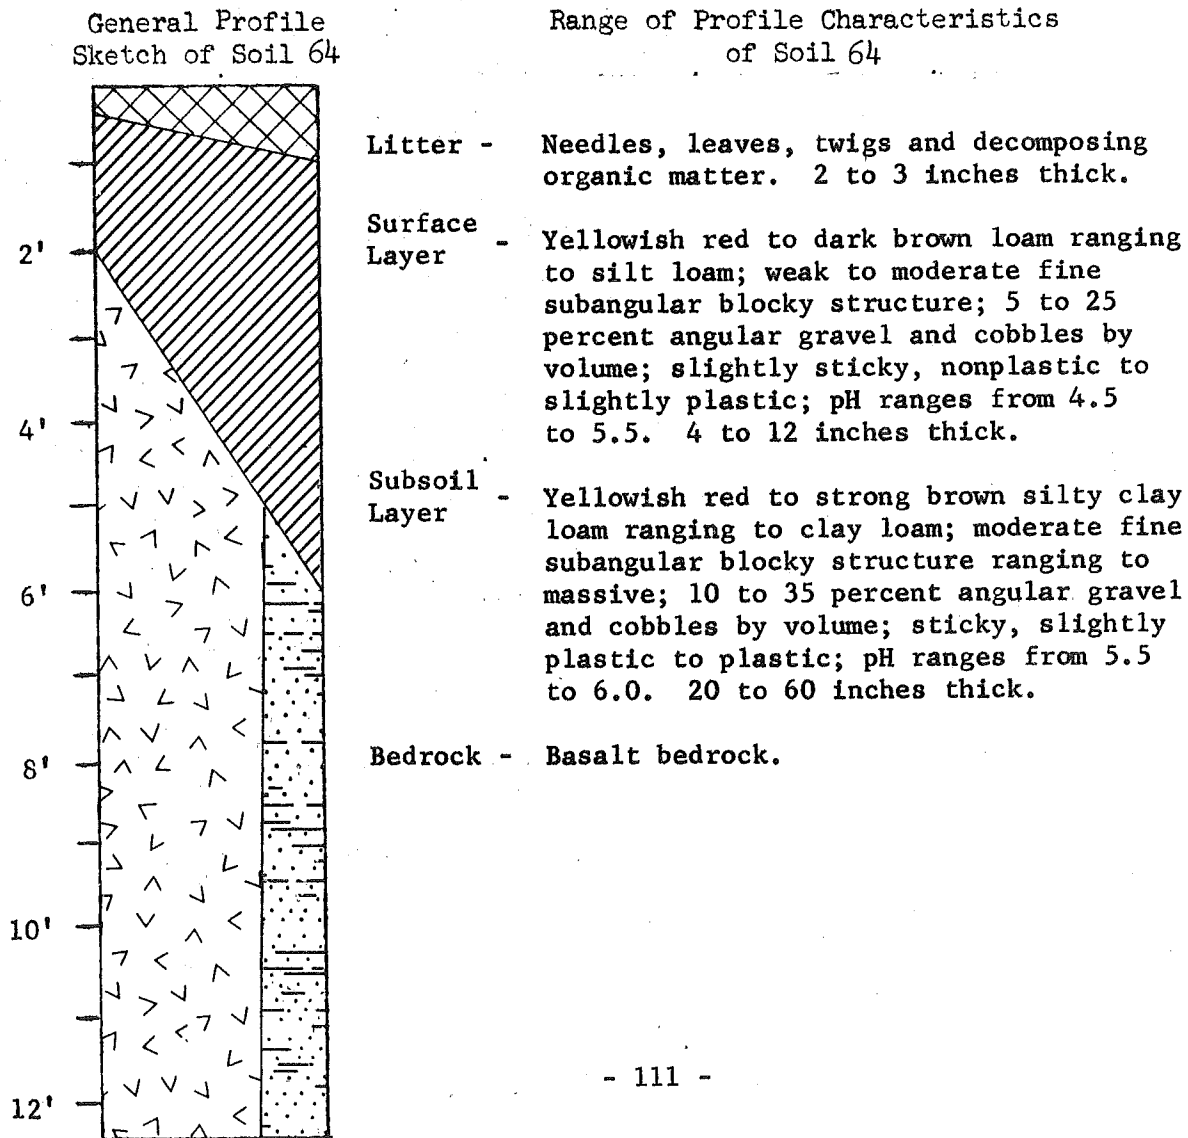 General Profile
Sketch of Soil 64
Range of Profile Characteristics
of Soil 64
Litter - Needles, leaves, twigs and decomposing
organic matter. 2 to 3 inches thick.
Surface
Layer - Yellowish red to dark brown loam ranging
to silt loam; weak to moderate fine
subangular blocky structure; 5 to 25
percent angular gravel and cobbles by
volume; slightly sticky, nonplastic to
slightly plastic; pH ranges from 4.5
to 5.5. 4 to 12 inches thick.
Subsoil
Layer - Yellowish red to strong brown silty clay
loam ranging to clay loam; moderate fine
subangular blocky structure ranging to
massive; 10 to 35 percent angular gravel
and cobbles by volume; sticky, slightly
plastic to plastic; pH ranges from 5.5
to 6.0. 20 to 60 inches thick.
Bedrock - Basalt bedrock.
2'
4'
6'
8'
10'
12'
- 111 -